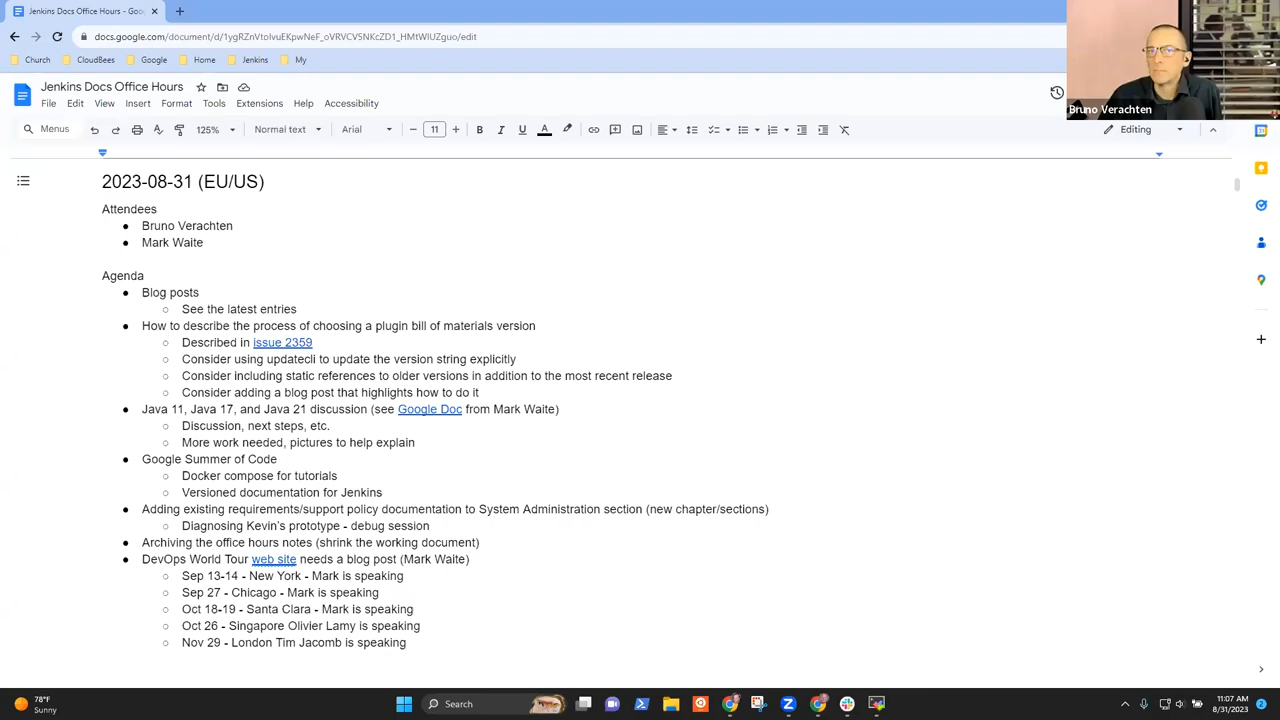 Jenkins Docs Office Hours - Goo
docs.google.com/document/d/1ygRZnVtoIvuEKpwNeF_oVRVCV5NKcZD1_HMtWIUZguo/edit
Church CloudBees Google Home Jenkins My
Bruno Verachten
Jenkins Docs Office Hours
File Edit View Insert Format Tools Extensions Help Accessibility
Menus 125% Normal text Arial 11 B I U A Editing
2023-08-31 (EU/US)
Attendees
● Bruno Verachten
● Mark Waite
Agenda
● Blog posts
○ See the latest entries
● How to describe the process of choosing a plugin bill of materials version
○ Described in issue 2359
○ Consider using updatecli to update the version string explicitly
○ Consider including static references to older versions in addition to the most recent release
○ Consider adding a blog post that highlights how to do it
● Java 11, Java 17, and Java 21 discussion (see Google Doc from Mark Waite)
○ Discussion, next steps, etc.
○ More work needed, pictures to help explain
● Google Summer of Code
○ Docker compose for tutorials
○ Versioned documentation for Jenkins
● Adding existing requirements/support policy documentation to System Administration section (new chapter/sections)
○ Diagnosing Kevin's prototype - debug session
● Archiving the office hours notes (shrink the working document)
● DevOps World Tour web site needs a blog post (Mark Waite)
○ Sep 13-14 - New York - Mark is speaking
○ Sep 27 - Chicago - Mark is speaking
○ Oct 18-19 - Santa Clara - Mark is speaking
○ Oct 26 - Singapore Olivier Lamy is speaking
○ Nov 29 - London Tim Jacomb is speaking
78°F
Sunny
Search
11:07 AM
8/31/2023